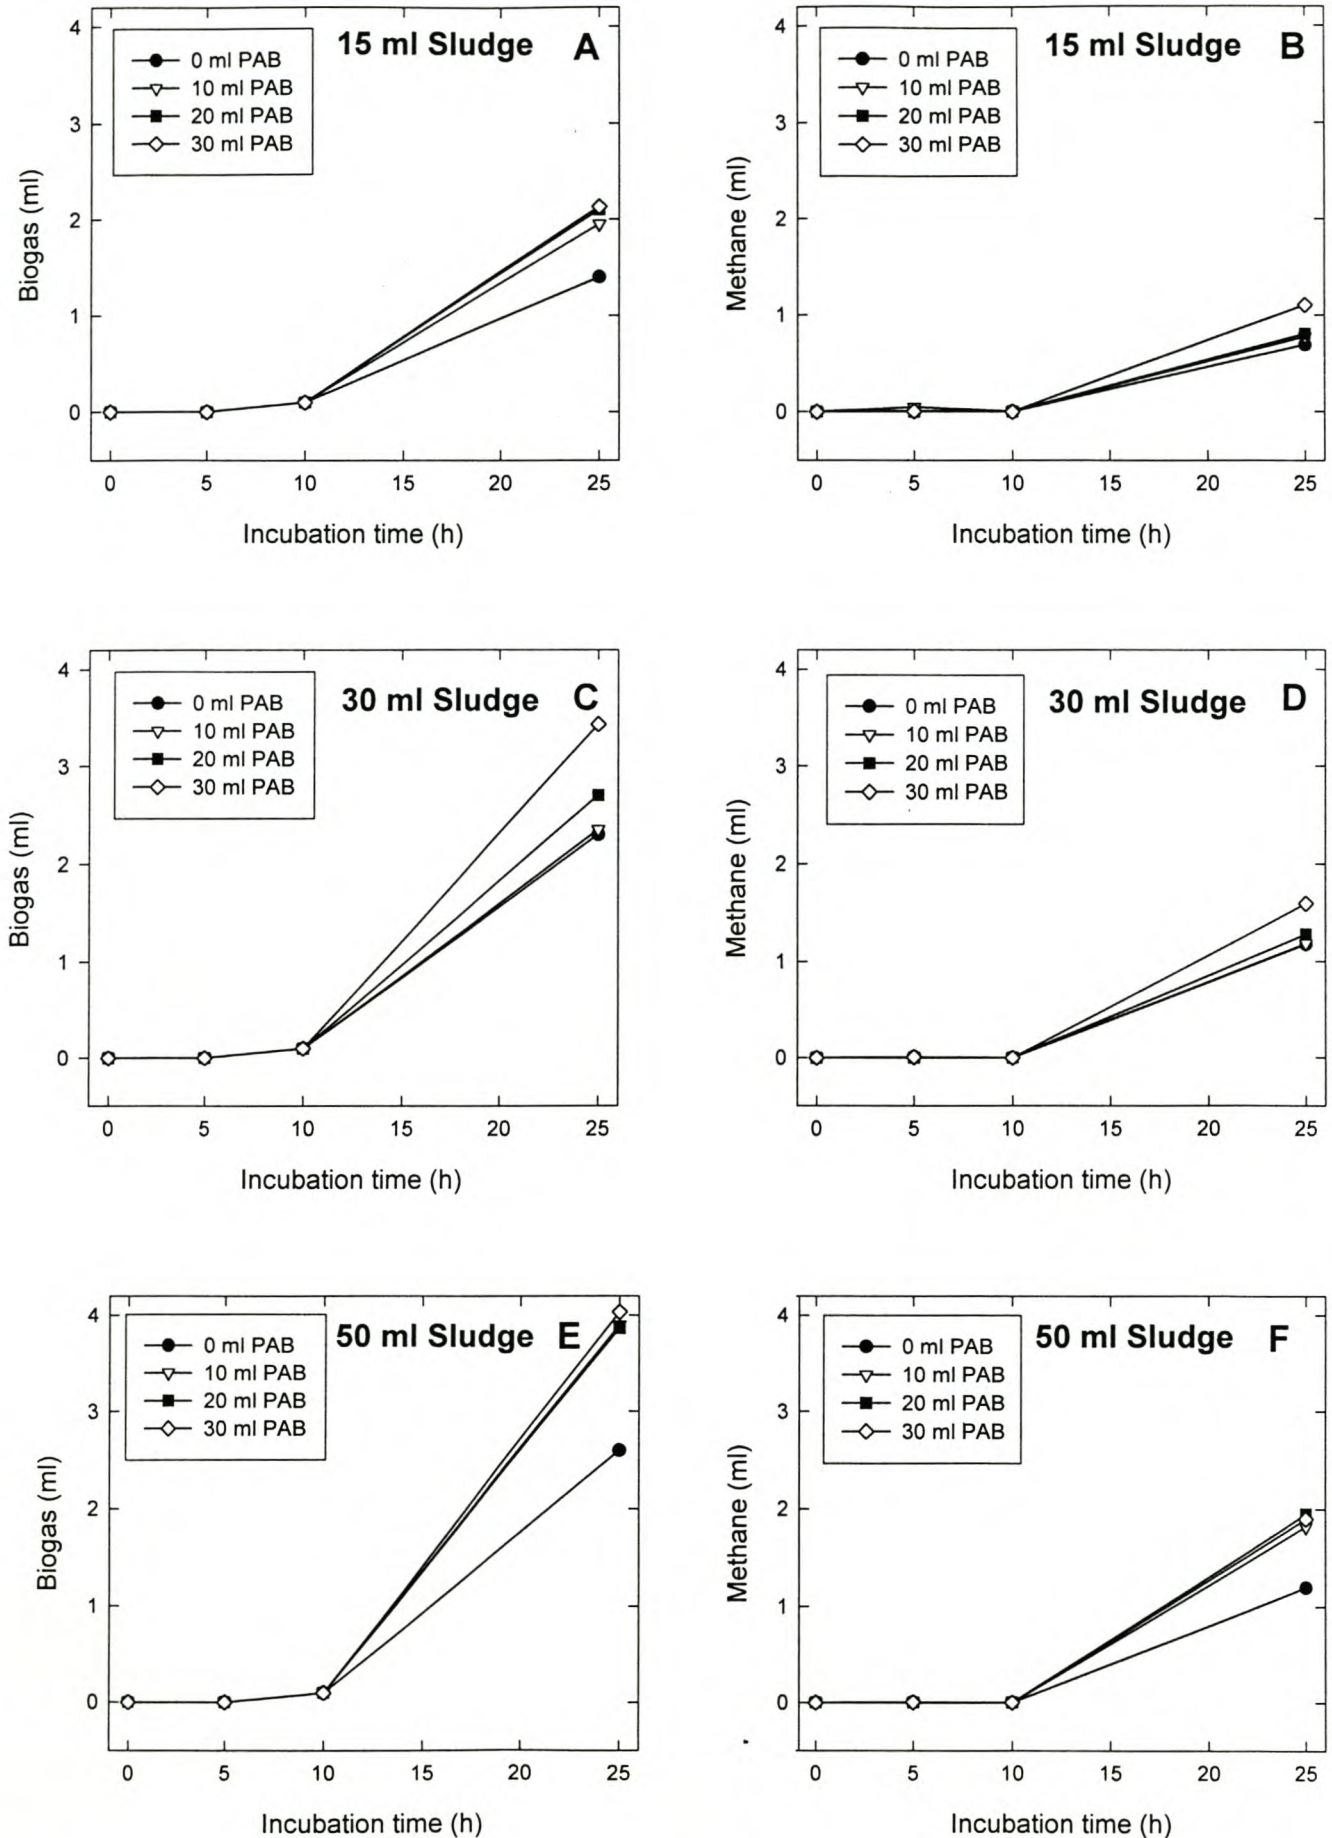 15 ml Sludge A
0 ml PAB
10 ml PAB
20 ml PAB
30 ml PAB
4
3
2
1
0
Biogas (ml)
0 5 10 15 20 25
Incubation time (h)
15 ml Sludge B
0 ml PAB
10 ml PAB
20 ml PAB
30 ml PAB
4
3
2
1
0
Methane (ml)
0 5 10 15 20 25
Incubation time (h)
30 ml Sludge C
0 ml PAB
10 ml PAB
20 ml PAB
30 ml PAB
4
3
2
1
0
Biogas (ml)
0 5 10 15 20 25
Incubation time (h)
30 ml Sludge D
0 ml PAB
10 ml PAB
20 ml PAB
30 ml PAB
4
3
2
1
0
Methane (ml)
0 5 10 15 20 25
Incubation time (h)
50 ml Sludge E
0 ml PAB
10 ml PAB
20 ml PAB
30 ml PAB
4
3
2
1
0
Biogas (ml)
0 5 10 15 20 25
Incubation time (h)
50 ml Sludge F
0 ml PAB
10 ml PAB
20 ml PAB
30 ml PAB
4
3
2
1
0
Methane (ml)
0 5 10 15 20 25
Incubation time (h)